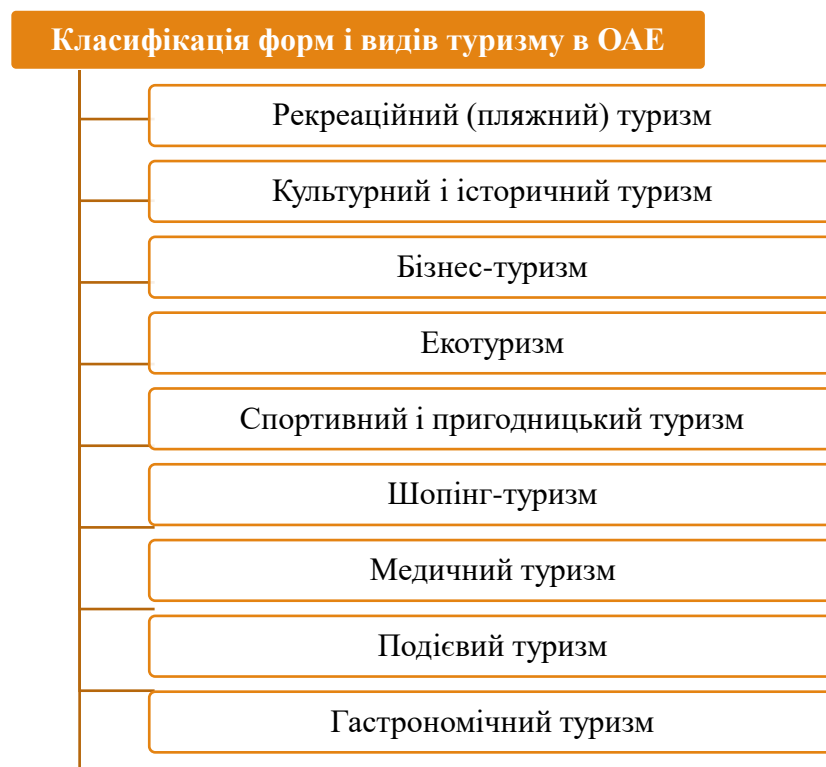 Класифікація форм і видів туризму в ОАЕ
Рекреаційний (пляжний) туризм
Культурний і історичний туризм
Бізнес-туризм
Екотуризм
Спортивний і пригодницький туризм
Шопінг-туризм
Медичний туризм
Подієвий туризм
Гастрономічний туризм